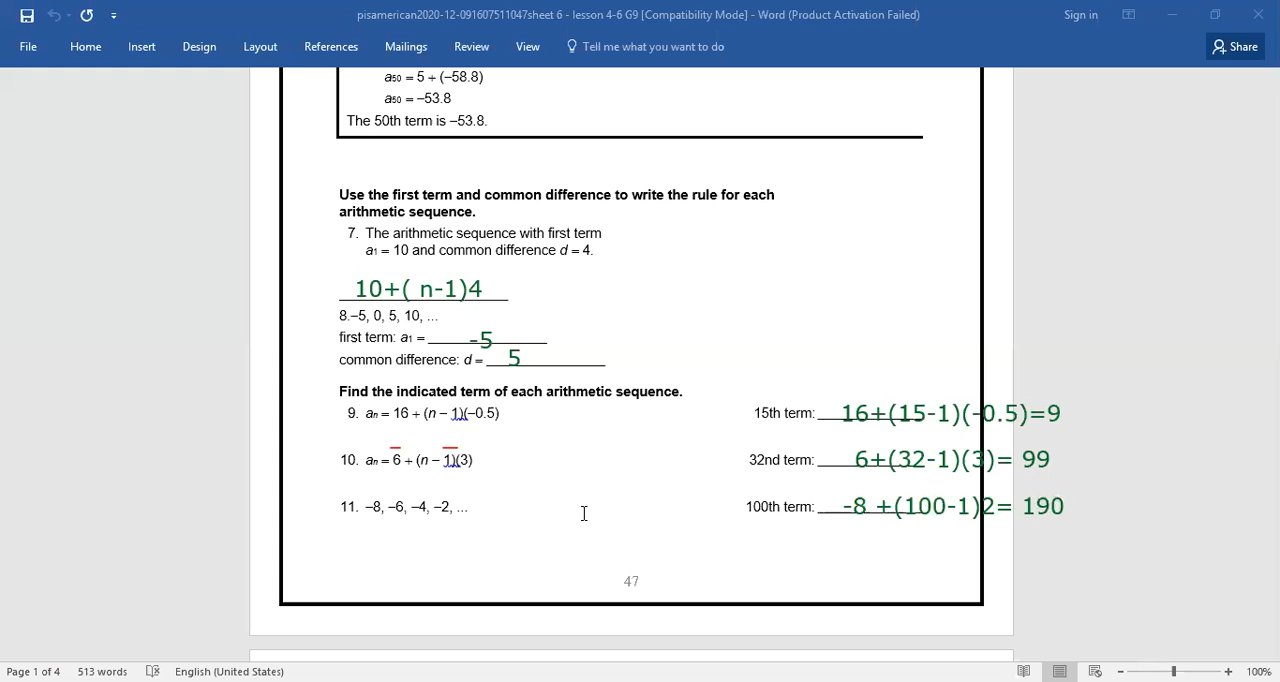 pisamerican2020-12-091607511047sheet 6 - lesson 4-6 G9 [Compatibility Mode] - Word (Product Activation Failed)
Sign in
File Home Insert Design Layout References Mailings Review View Tell me what you want to do Share
a50 = 5 + (–58.8)
a50 = –53.8
The 50th term is –53.8.
Use the first term and common difference to write the rule for each
arithmetic sequence.
7. The arithmetic sequence with first term
a1 = 10 and common difference d = 4.
10+( n-1)4
8.–5, 0, 5, 10, ...
first term: a1 = -5
common difference: d = 5
Find the indicated term of each arithmetic sequence.
9. an = 16 + (n – 1)(–0.5) 15th term: 16+(15-1)(-0.5)=9
10. an = 6 + (n – 1)(3) 32nd term: 6+(32-1)(3)= 99
11. –8, –6, –4, –2, ... 100th term: -8 +(100-1)2= 190
47
Page 1 of 4 513 words English (United States) 100%